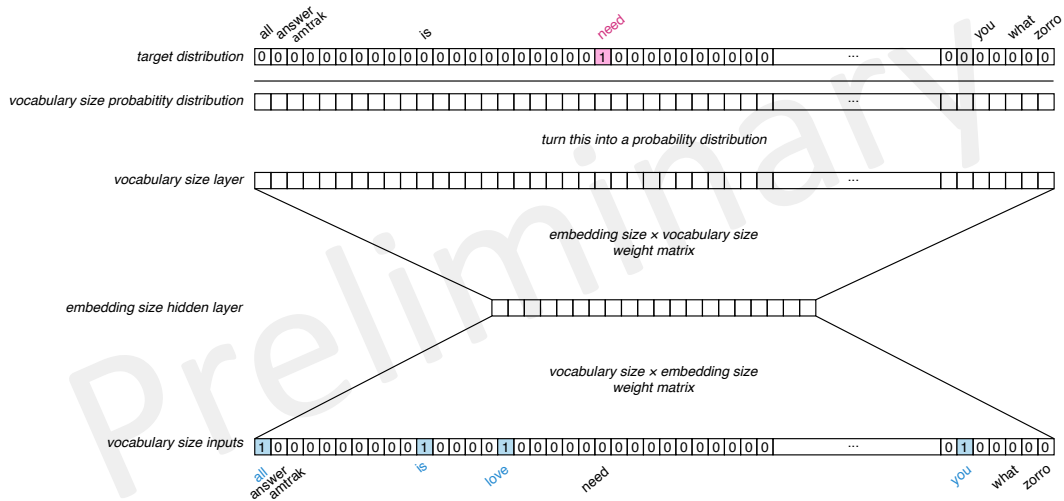 all answer amtrak is need you what zorro
target distribution 0 0 0 0 0 0 0 0 0 0 0 0 0 0 0 0 0 0 0 0 0 1 0 0 0 0 0 0 0 0 0 0 ... 0 0 0 0 0 0 0
vocabulary size probabitity distribution ...
turn this into a probability distribution
vocabulary size layer ...
embedding size × vocabulary size
weight matrix
embedding size hidden layer
vocabulary size × embedding size
weight matrix
vocabulary size inputs 1 0 0 0 0 0 0 0 0 0 1 0 0 0 0 1 0 0 0 0 0 0 0 0 0 0 0 0 0 0 0 0 ... 0 1 0 0 0 0 0
all answer amtrak is love need you what zorro
Preliminary